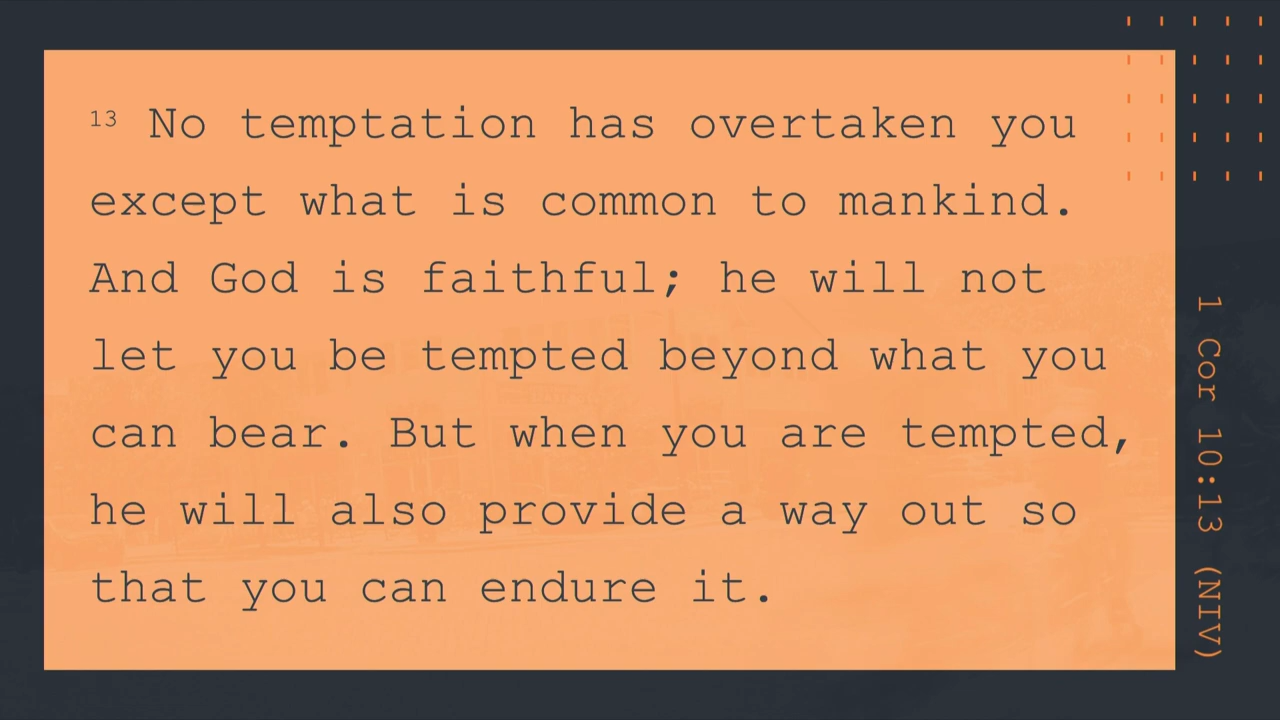 13 No temptation has overtaken you
except what is common to mankind.
And God is faithful; he will not
let you be tempted beyond what you
can bear. But when you are tempted,
he will also provide a way out so
that you can endure it.
1 Cor 10:13 (NIV)